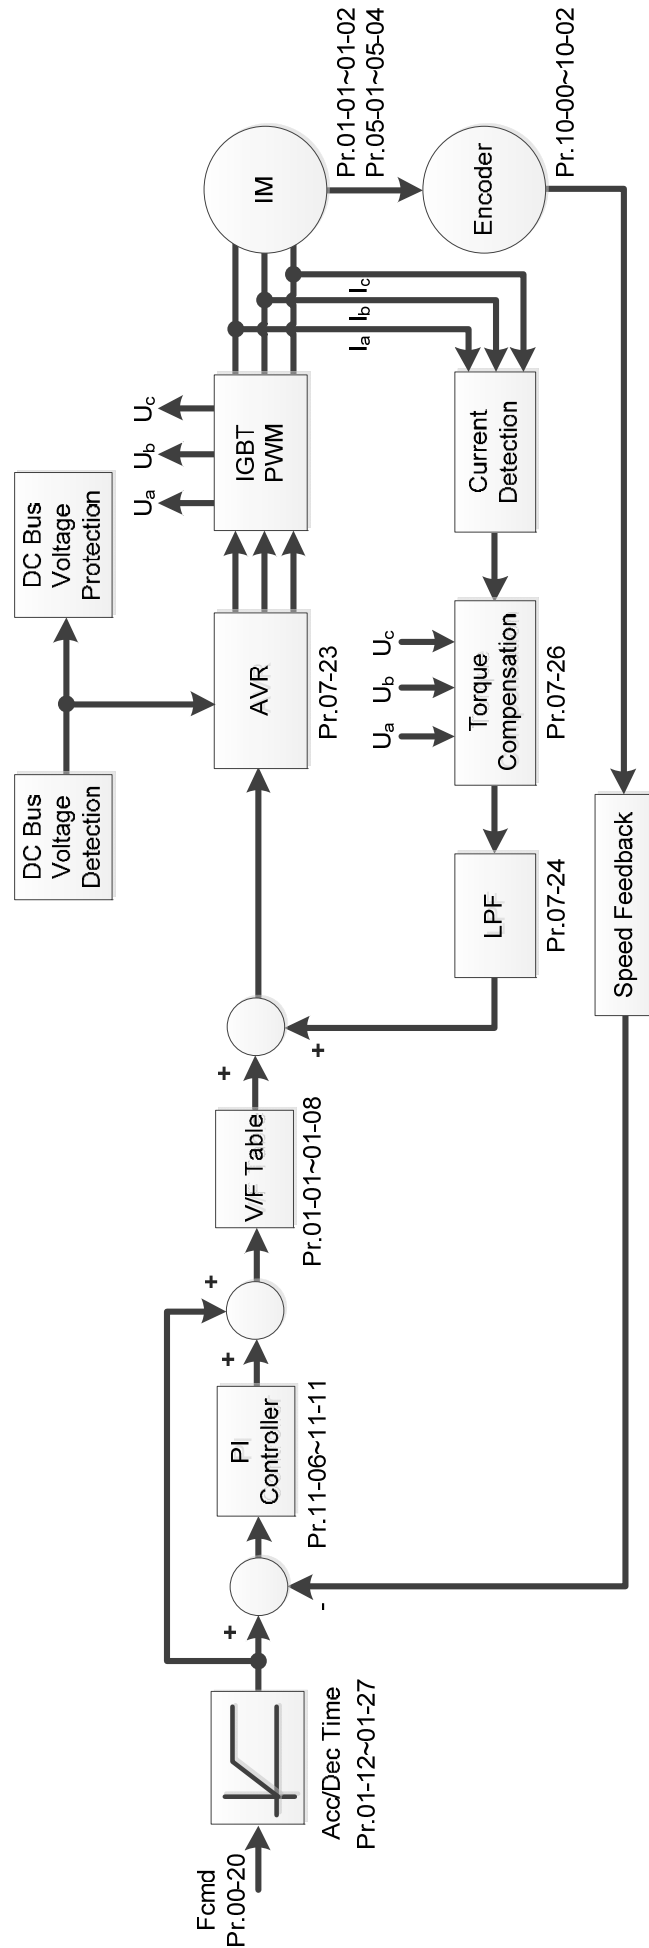 Fcmd
Pr.00-20
Acc/Dec Time
Pr.01-12~01-27
+
-
PI
Controller
Pr.11-06~11-11
+
+
V/F Table
Pr.01-01~01-08
+
+
DC Bus
Voltage
Detection
DC Bus
Voltage
Protection
AVR
Pr.07-23
Ua
Ub
Uc
IGBT
PWM
IM
Pr.01-01~01-02
Pr.05-01~05-04
Ia
Ib
Ic
Encoder
Pr.10-00~10-02
Current
Detection
Ua
Ub
Uc
Torque
Compensation
Pr.07-26
LPF
Pr.07-24
Speed Feedback